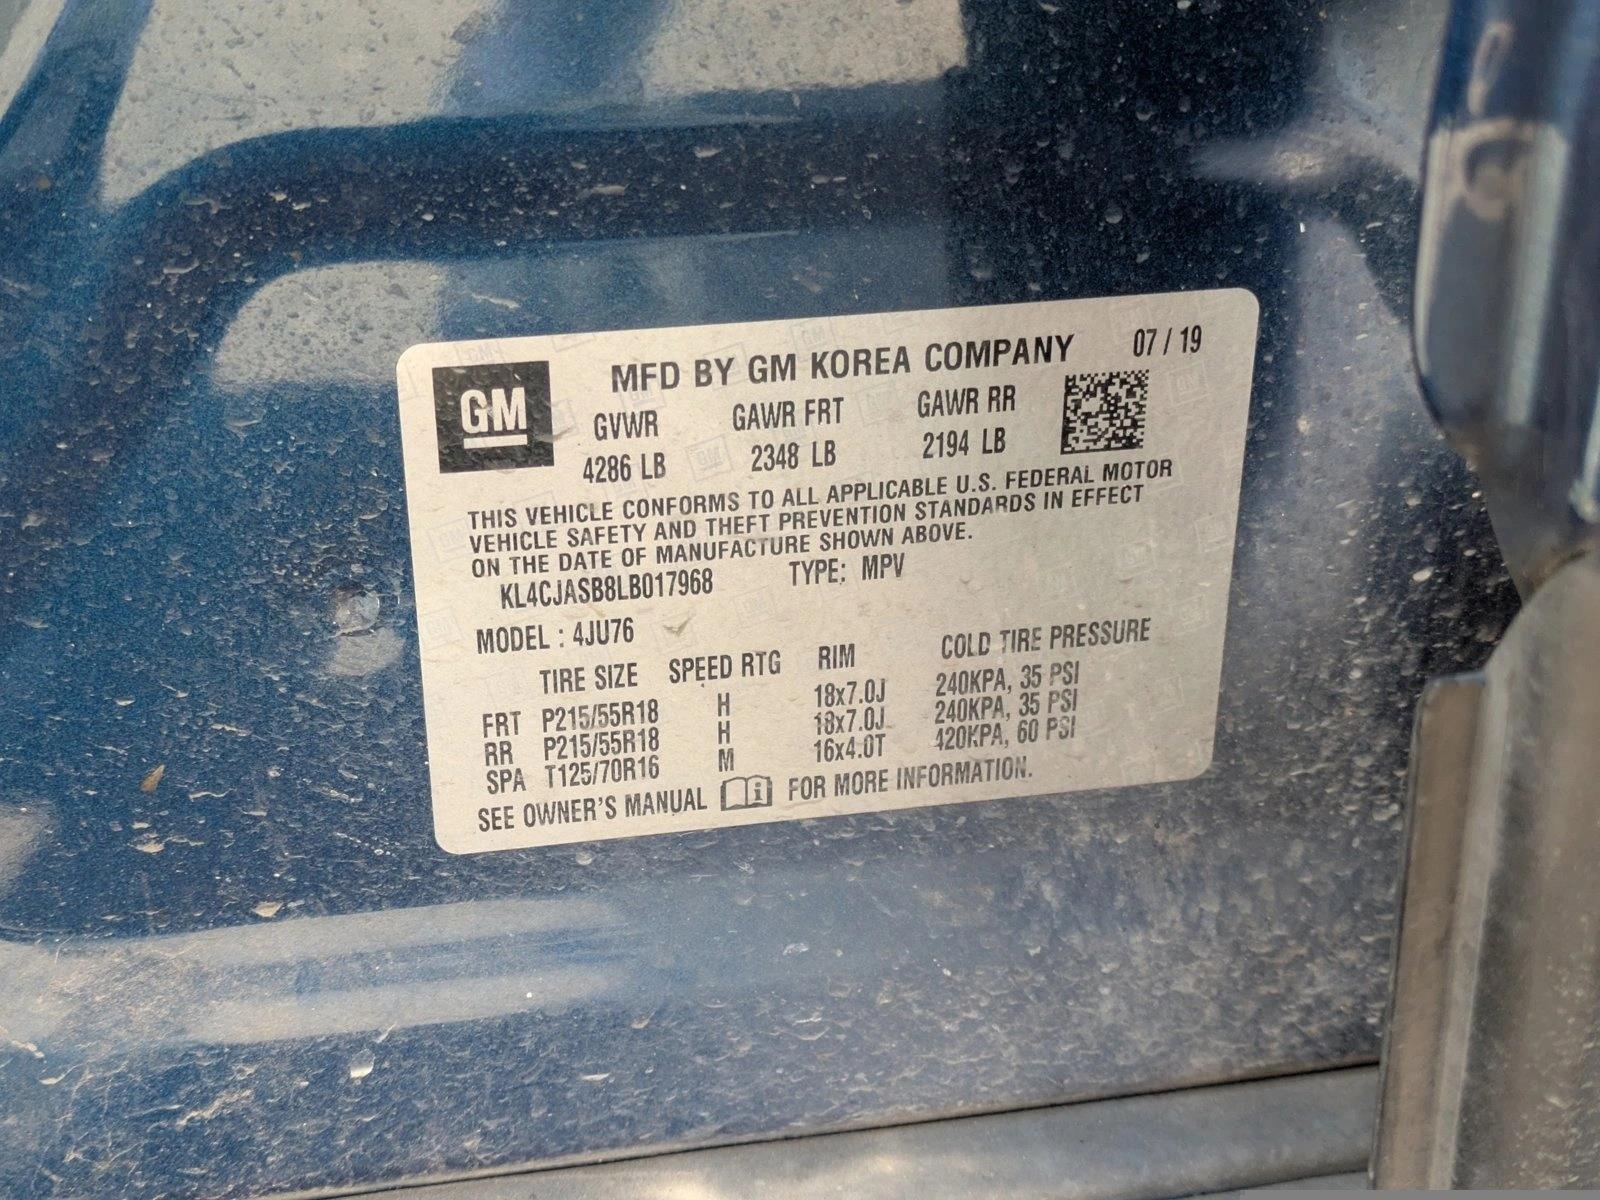 GM
MFD BY GM KOREA COMPANY 07 / 19
GVWR GAWR FRT GAWR RR
4286 LB 2348 LB 2194 LB
THIS VEHICLE CONFORMS TO ALL APPLICABLE U.S. FEDERAL MOTOR
VEHICLE SAFETY AND THEFT PREVENTION STANDARDS IN EFFECT
ON THE DATE OF MANUFACTURE SHOWN ABOVE.
KL4CJASB8LB017968 TYPE: MPV
MODEL : 4JU76
TIRE SIZE SPEED RTG RIM COLD TIRE PRESSURE
FRT P215/55R18 H 18x7.0J 240KPA, 35 PSI
RR P215/55R18 H 18x7.0J 240KPA, 35 PSI
SPA T125/70R16 M 16x4.0T 420KPA, 60 PSI
SEE OWNER'S MANUAL i FOR MORE INFORMATION.